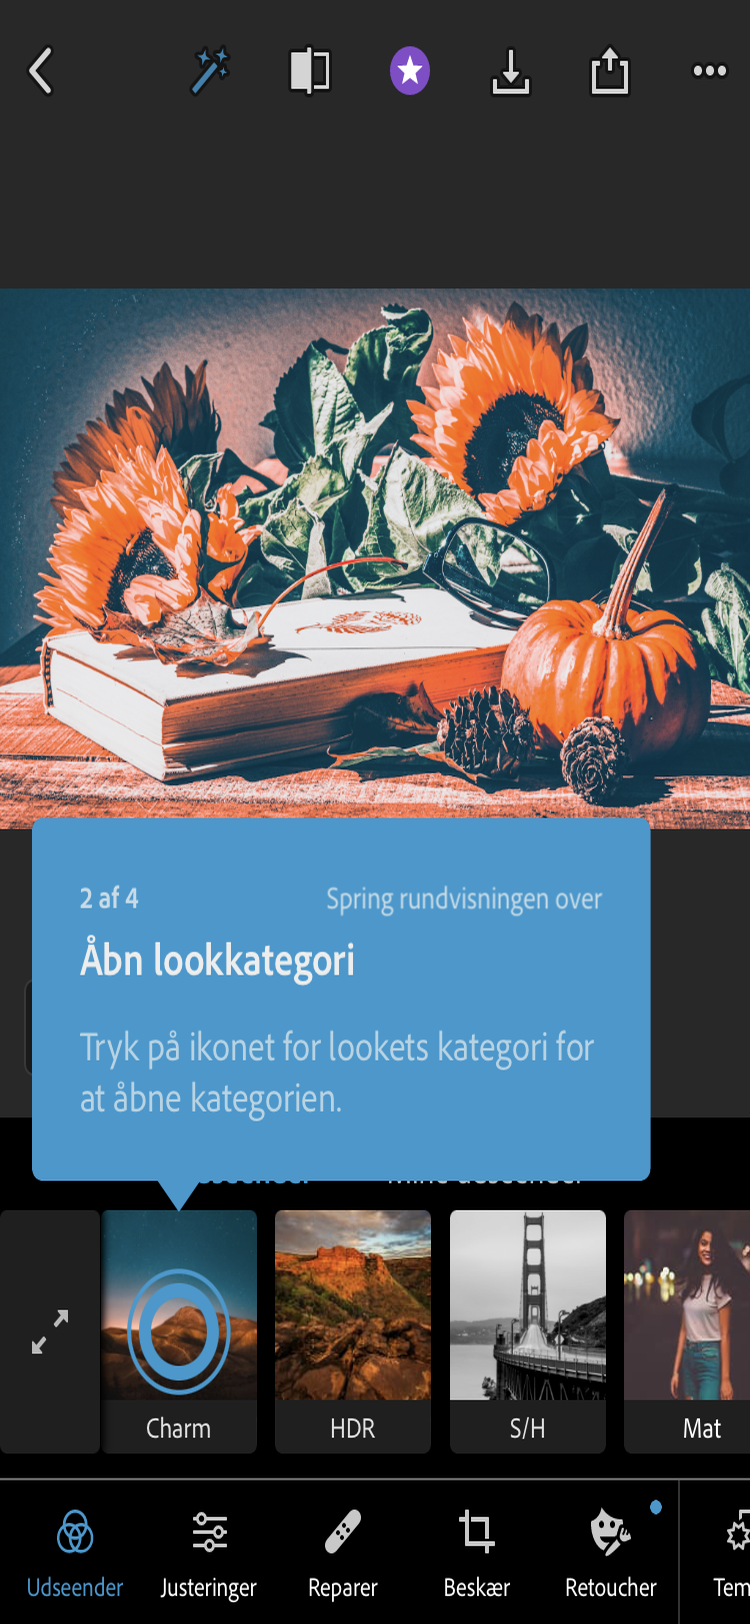 2 af 4
Spring rundvisningen over
Åbn lookkategori
Tryk på ikonet for lookets kategori for
at åbne kategorien.
Charm
HDR
S/H
Mat
Udseender
Justeringer
Reparer
Beskær
Retoucher
Tem